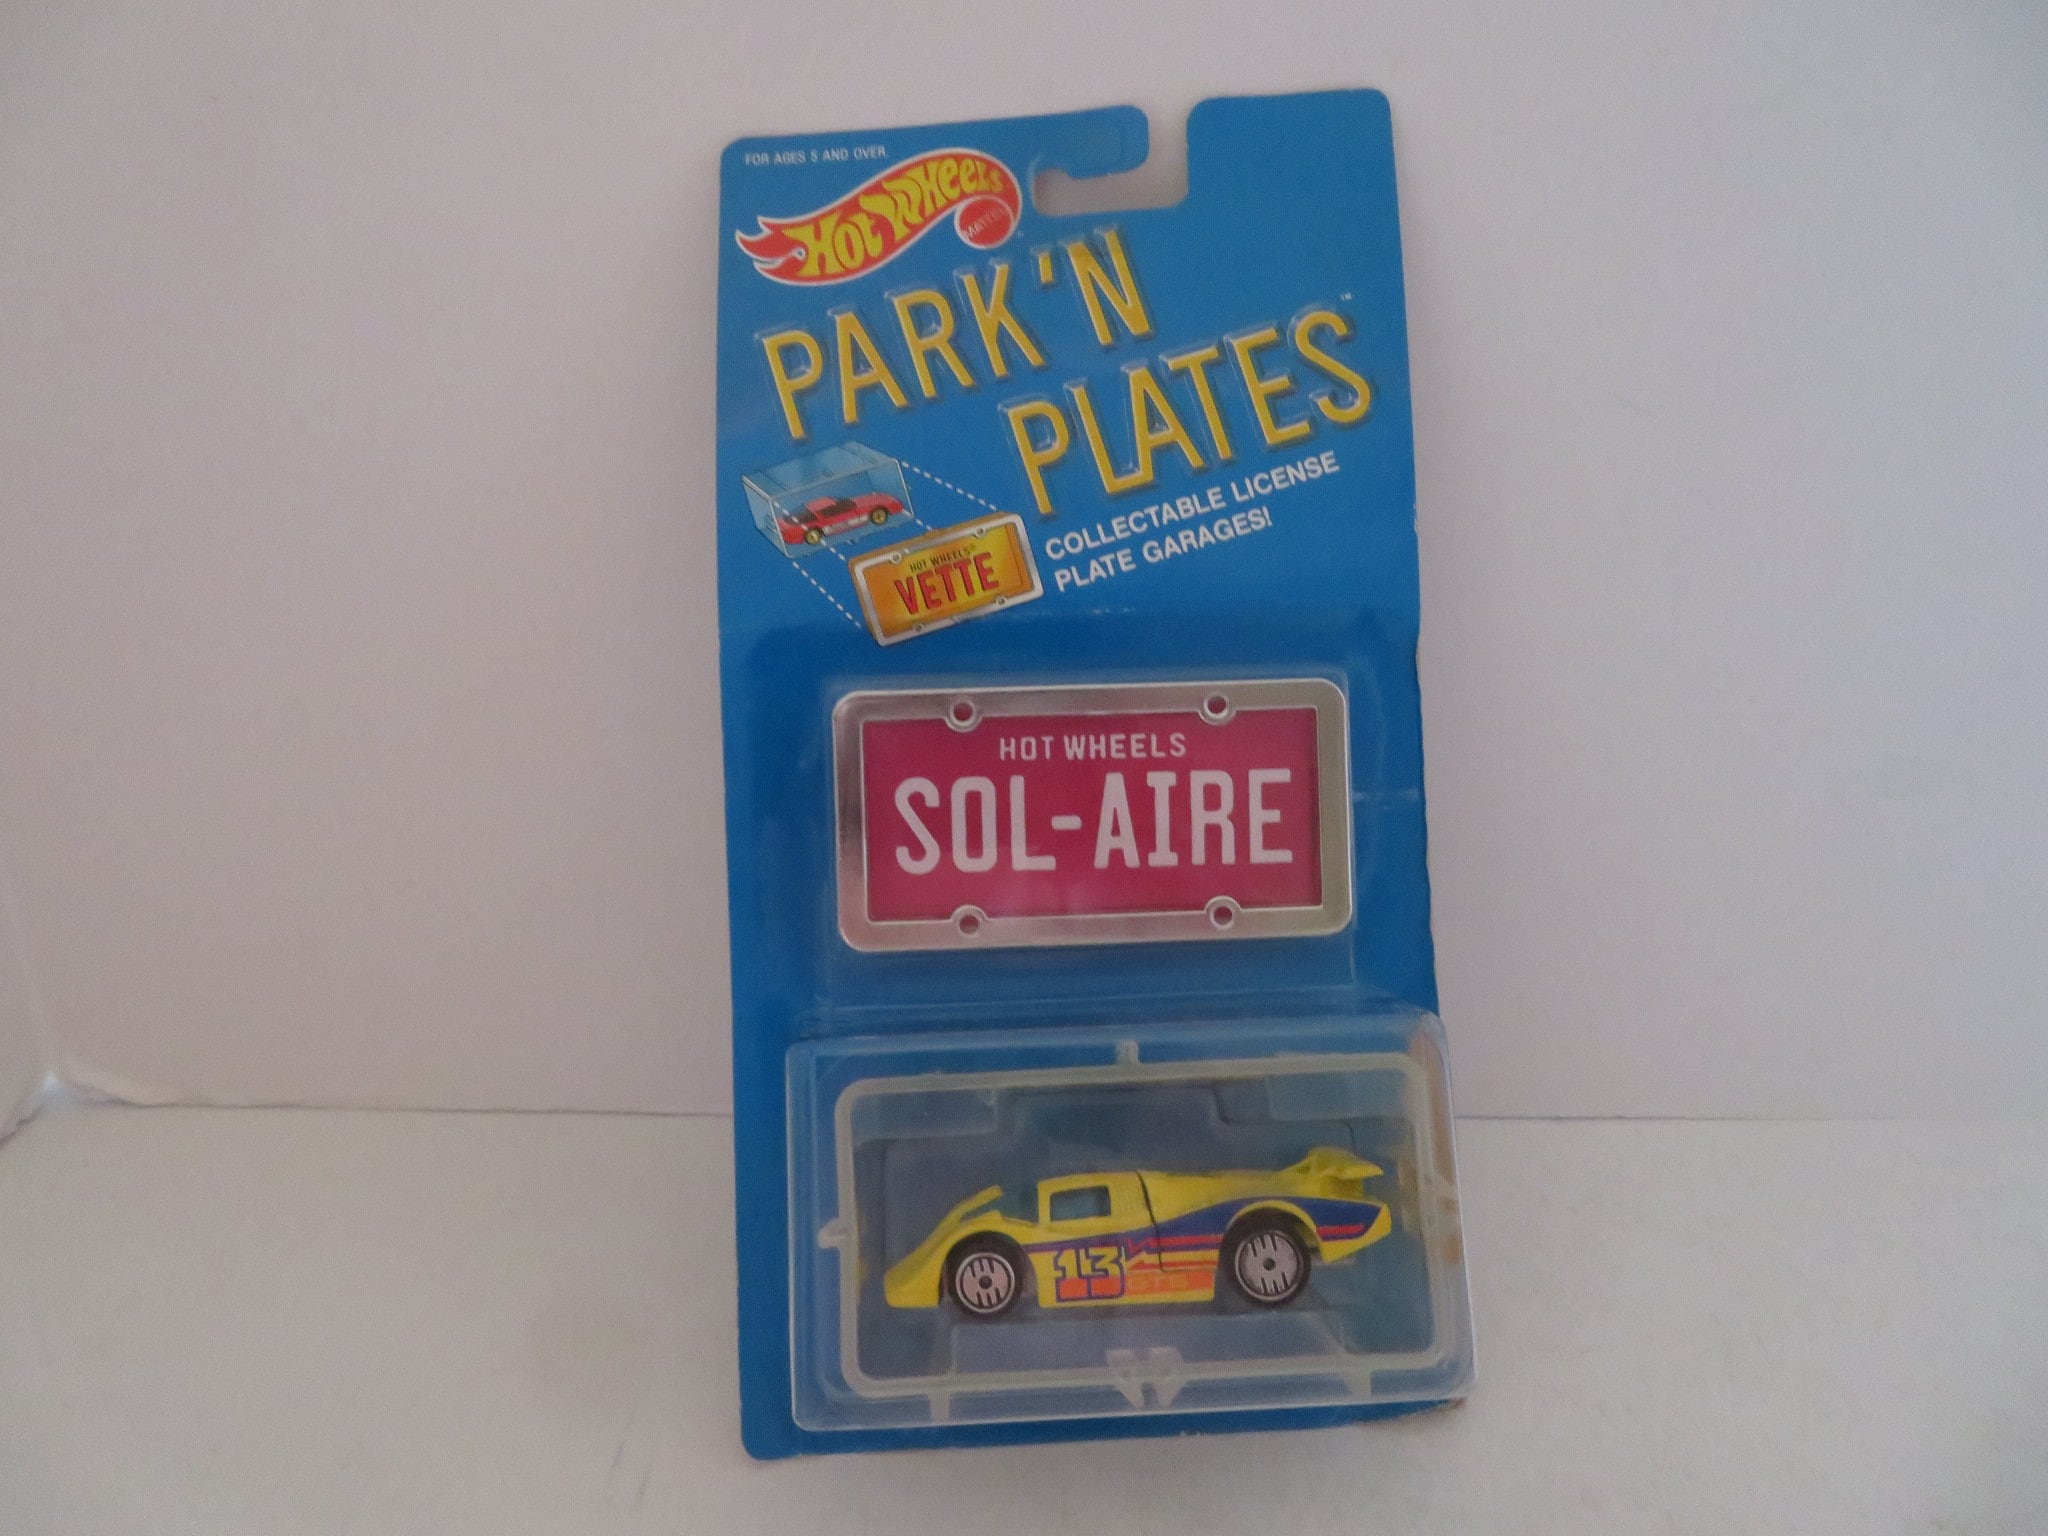 FOR AGES 5 AND OVER.
HOT WHEELS
MATTEL
PARK 'N
PLATES™
COLLECTABLE LICENSE
PLATE GARAGES!
HOT WHEELS®
VETTE
HOT WHEELS
SOL-AIRE
13